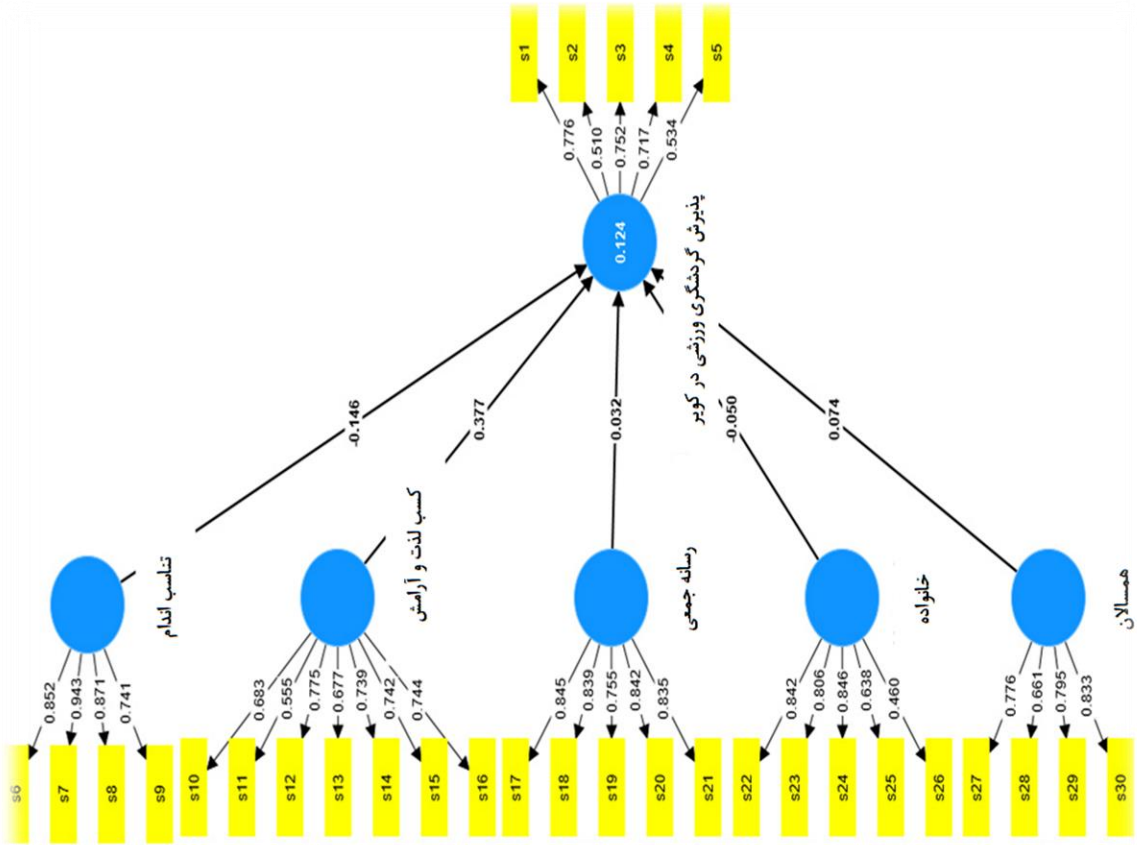 s1
s2
s3
s4
s5
0.776
0.510
0.752
0.717
0.534
0.124
پذیرش گردشگری ورزشی در کویر
-0.146
0.377
0.032
-0.050
0.074
تناسب اندام
کسب لذت و آرامش
رسانه جمعی
خانواده
همسالان
0.852
0.943
0.871
0.741
0.683
0.555
0.775
0.677
0.739
0.742
0.744
0.845
0.839
0.755
0.842
0.835
0.842
0.806
0.846
0.638
0.460
0.776
0.661
0.795
0.833
s6
s7
s8
s9
s10
s11
s12
s13
s14
s15
s16
s17
s18
s19
s20
s21
s22
s23
s24
s25
s26
s27
s28
s29
s30